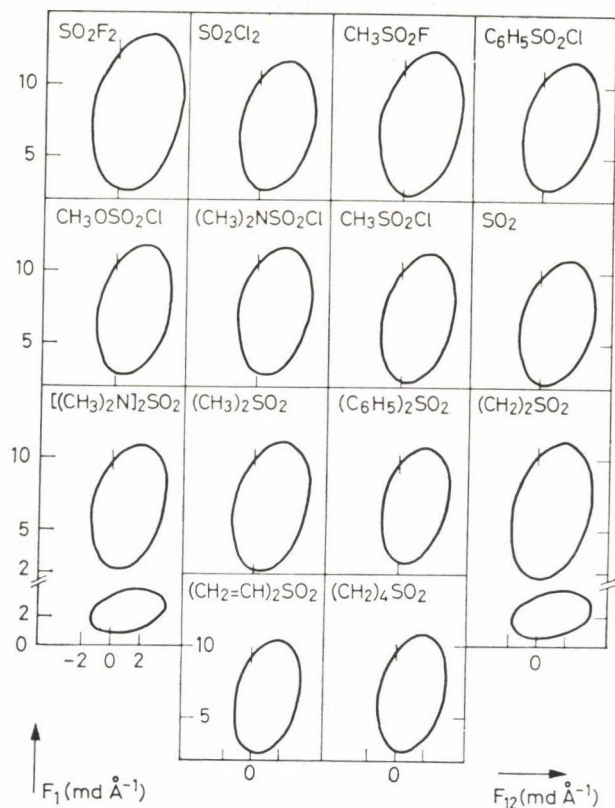 SO2F2 SO2Cl2 CH3SO2F C6H5SO2Cl
10
5
CH3OSO2Cl (CH3)2NSO2Cl CH3SO2Cl SO2
10
5
[(CH3)2N]2SO2 (CH3)2SO2 (C6H5)2SO2 (CH2)2SO2
10
5
2
2
0
-2 0 2
0
(CH2=CH)2SO2 (CH2)4SO2
10
5
0 0
F1 (md Å-1)
F12 (md Å-1)